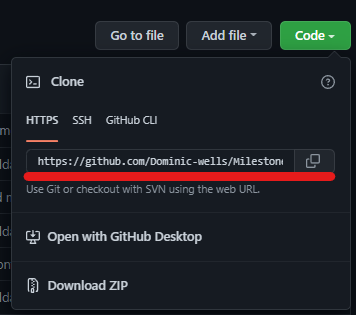 Go to file Add file Code
Clone
HTTPS SSH GitHub CLI
https://github.com/Dominic-wells/Milestone
Use Git or checkout with SVN using the web URL.
Open with GitHub Desktop
Download ZIP